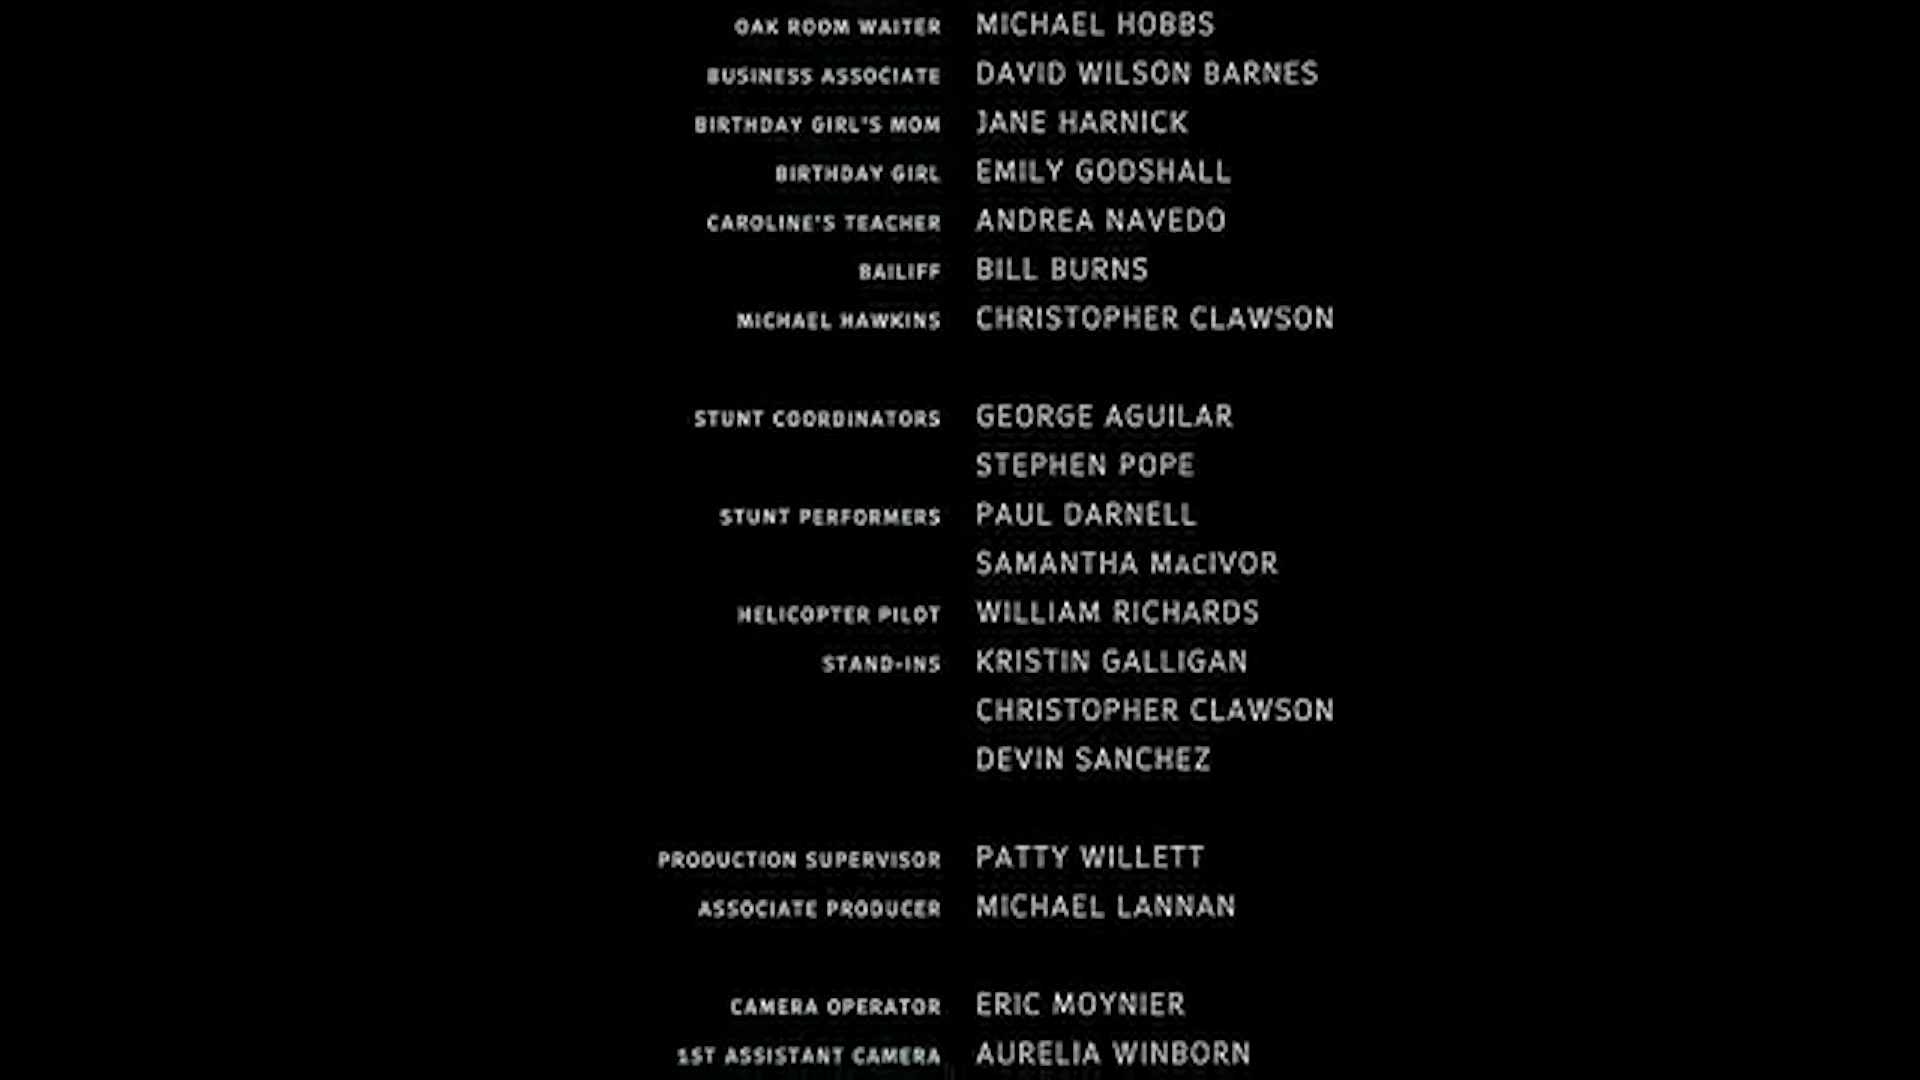 OAK ROOM WAITER MICHAEL HOBBS
BUSINESS ASSOCIATE DAVID WILSON BARNES
BIRTHDAY GIRL'S MOM JANE HARNICK
BIRTHDAY GIRL EMILY GODSHALL
CAROLINE'S TEACHER ANDREA NAVEDO
BAILIFF BILL BURNS
MICHAEL HAWKINS CHRISTOPHER CLAWSON
STUNT COORDINATORS GEORGE AGUILAR
STEPHEN POPE
STUNT PERFORMERS PAUL DARNELL
SAMANTHA MACIVOR
HELICOPTER PILOT WILLIAM RICHARDS
STAND-INS KRISTIN GALLIGAN
CHRISTOPHER CLAWSON
DEVIN SANCHEZ
PRODUCTION SUPERVISOR PATTY WILLETT
ASSOCIATE PRODUCER MICHAEL LANNAN
CAMERA OPERATOR ERIC MOYNIER
1ST ASSISTANT CAMERA AURELIA WINBORN